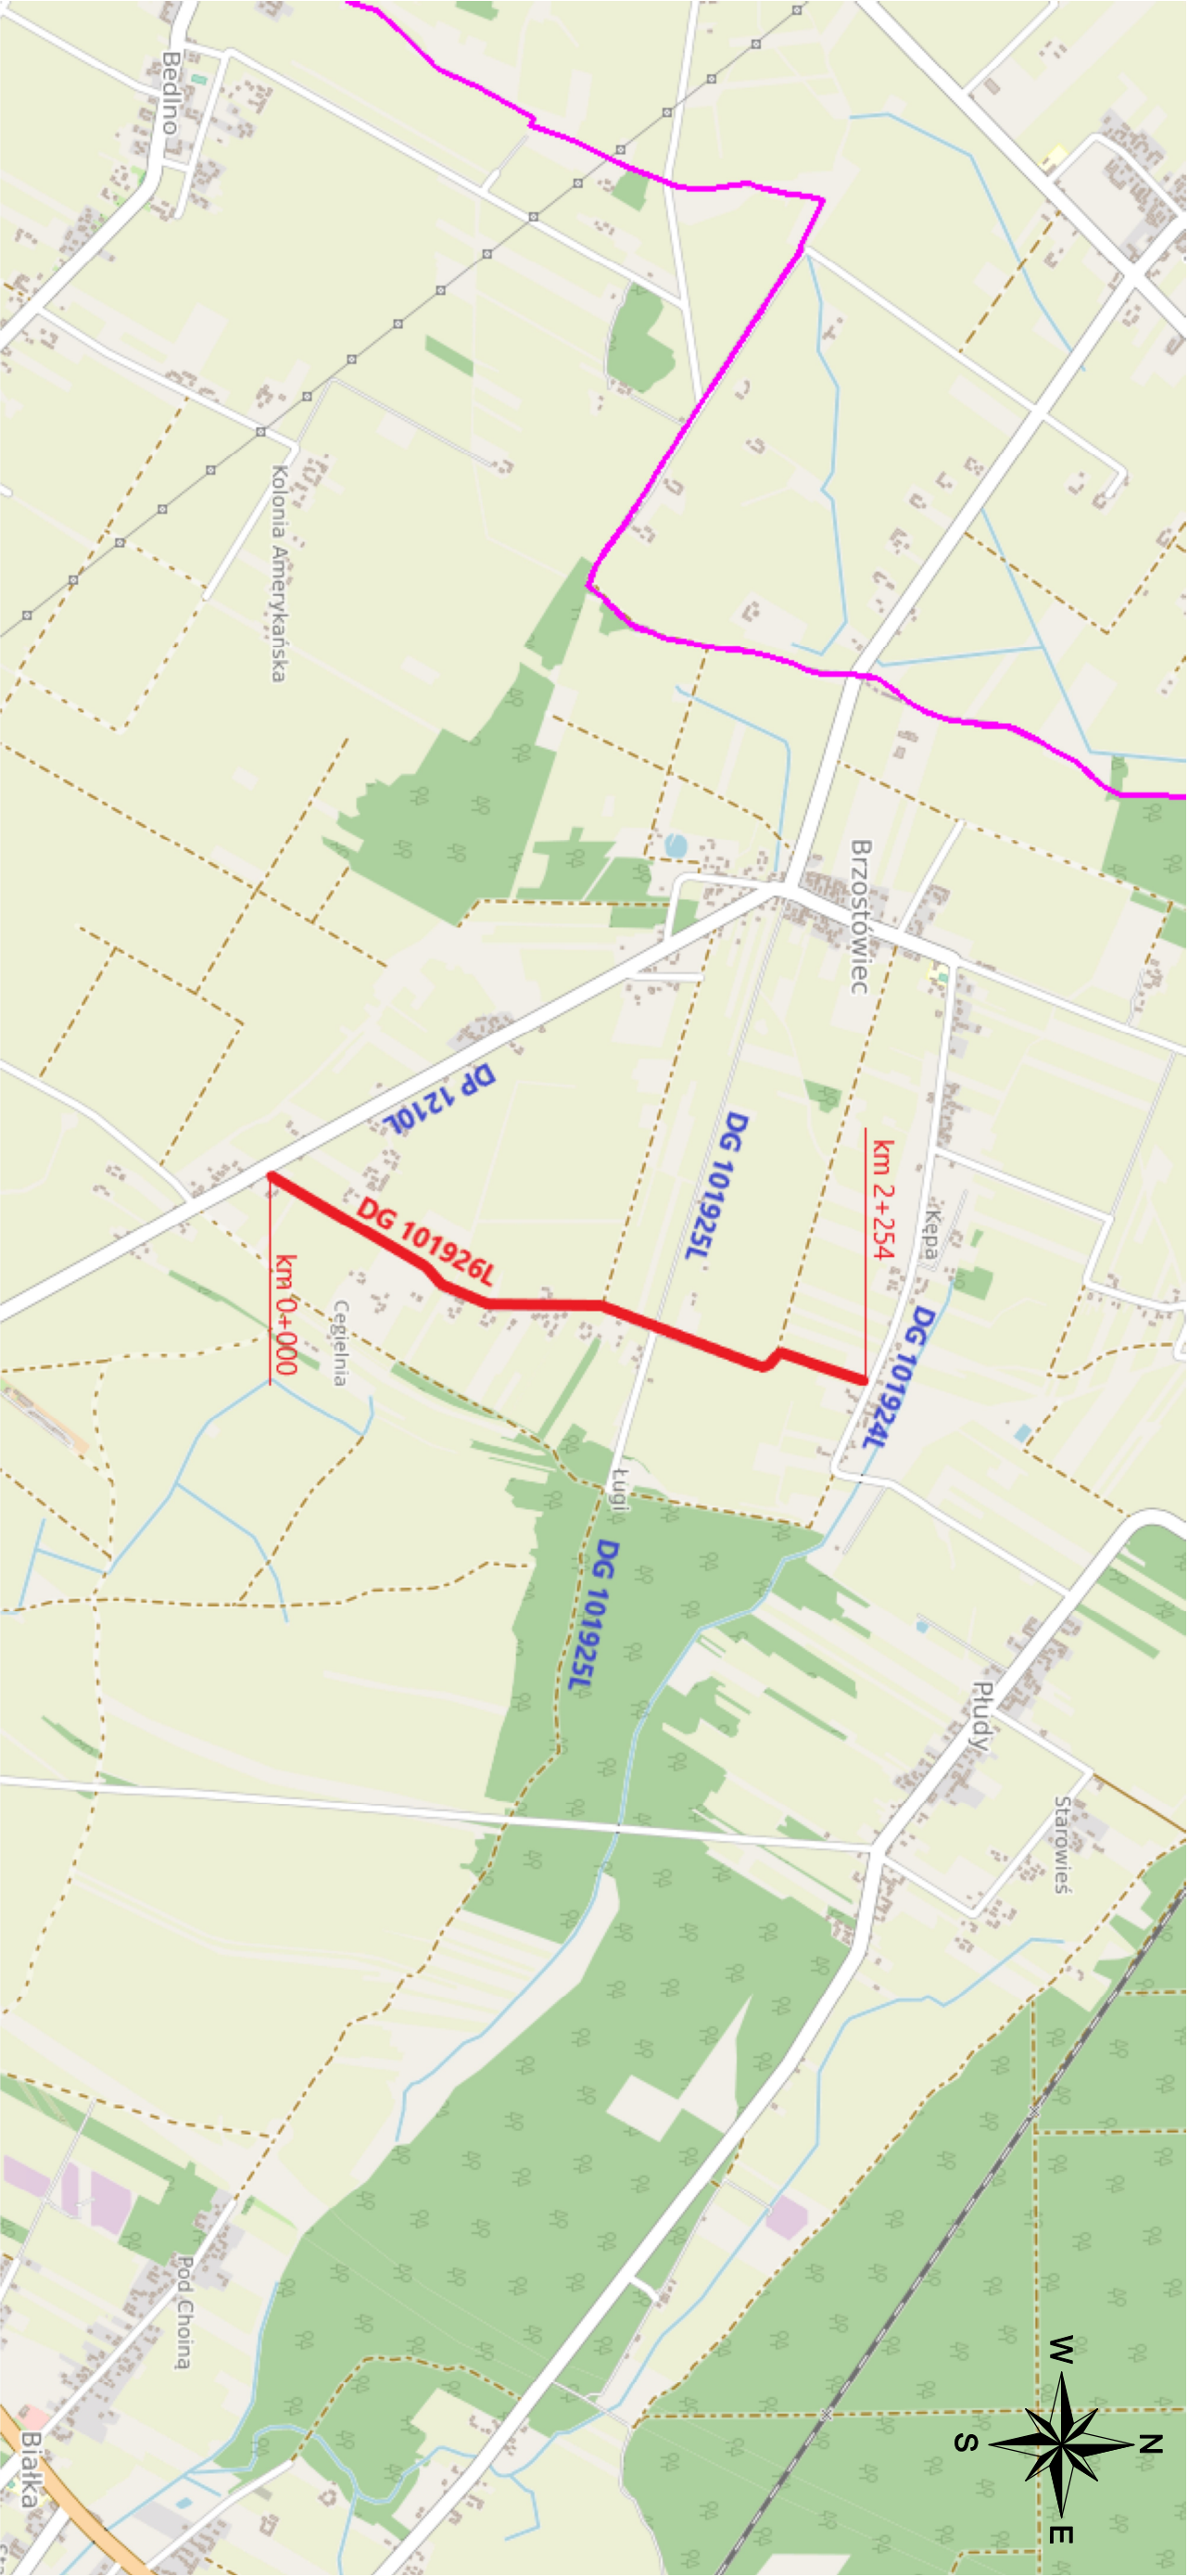 Bedlno
Kolonia Amerykańska
Brzostówiec
DP 1210L
DG 101925L
km 2+254
Kępa
DG 101926L
km 0+000
Cegielnia
DG 101924L
Ługi
DG 101925L
Płudy
Starowieś
Pod Choiną
Białka
W
N
S
E